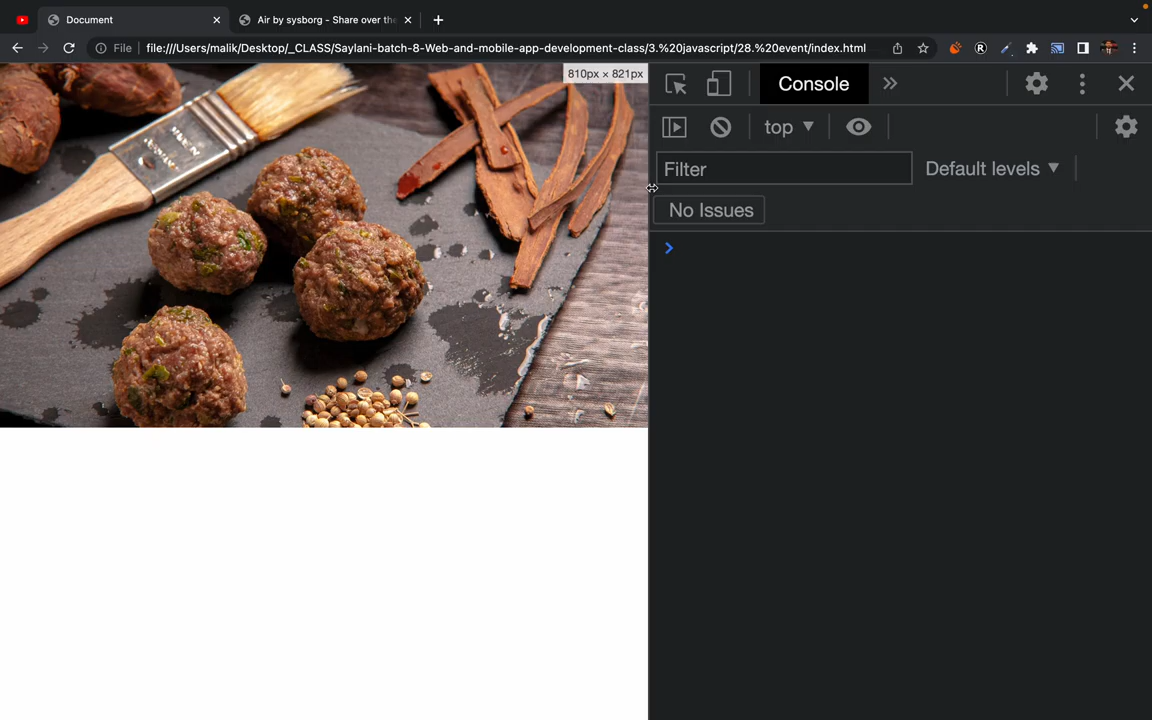 Document
Air by sysborg - Share over the
File
file:///Users/malik/Desktop/_CLASS/Saylani-batch-8-Web-and-mobile-app-development-class/3.%20javascript/28.%20event/index.html
810px × 821px
Console
top
Filter
Default levels
No Issues